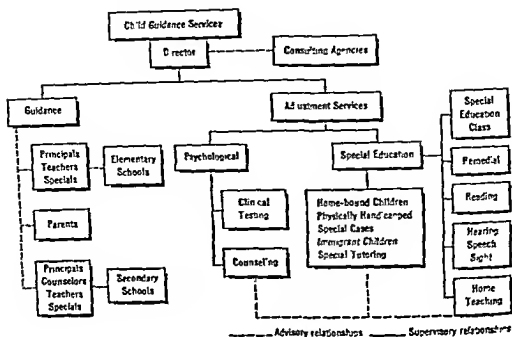 Child Guidance Services
Director
Consulting Agencies
Guidance
Adjustment Services
Special
Education
Class
Principals
Teachers
Specials
Elementary
Schools
Psychological
Special Education
Remedial
Parents
Clinical
Testing
Home-bound Children
Physically Handicapped
Special Cases
Immigrant Children
Special Tutoring
Reading
Hearing
Speech
Sight
Counseling
Principals
Counselors
Teachers
Specials
Secondary
Schools
Home
Teaching
Advisory relationships
Supervisory relationships